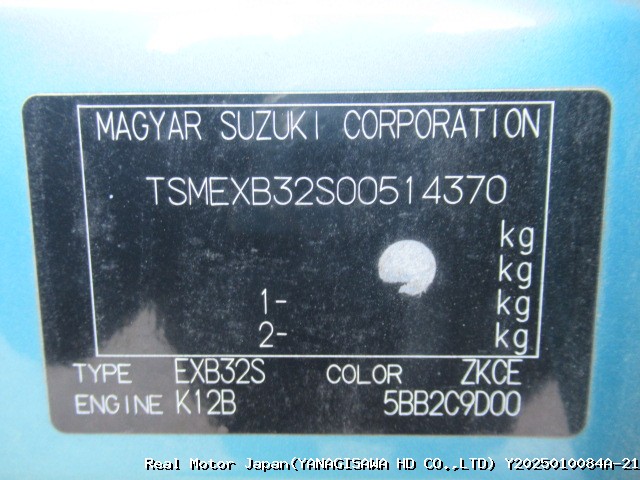 MAGYAR SUZUKI CORPORATION
TSMEXB32S00514370
kg
kg
1- kg
2- kg
TYPE EXB32S COLOR ZKCE
ENGINE K12B 5BB2C9D00
Real Motor Japan(YANAGISAWA HD CO.,LTD) Y2025010084A-21